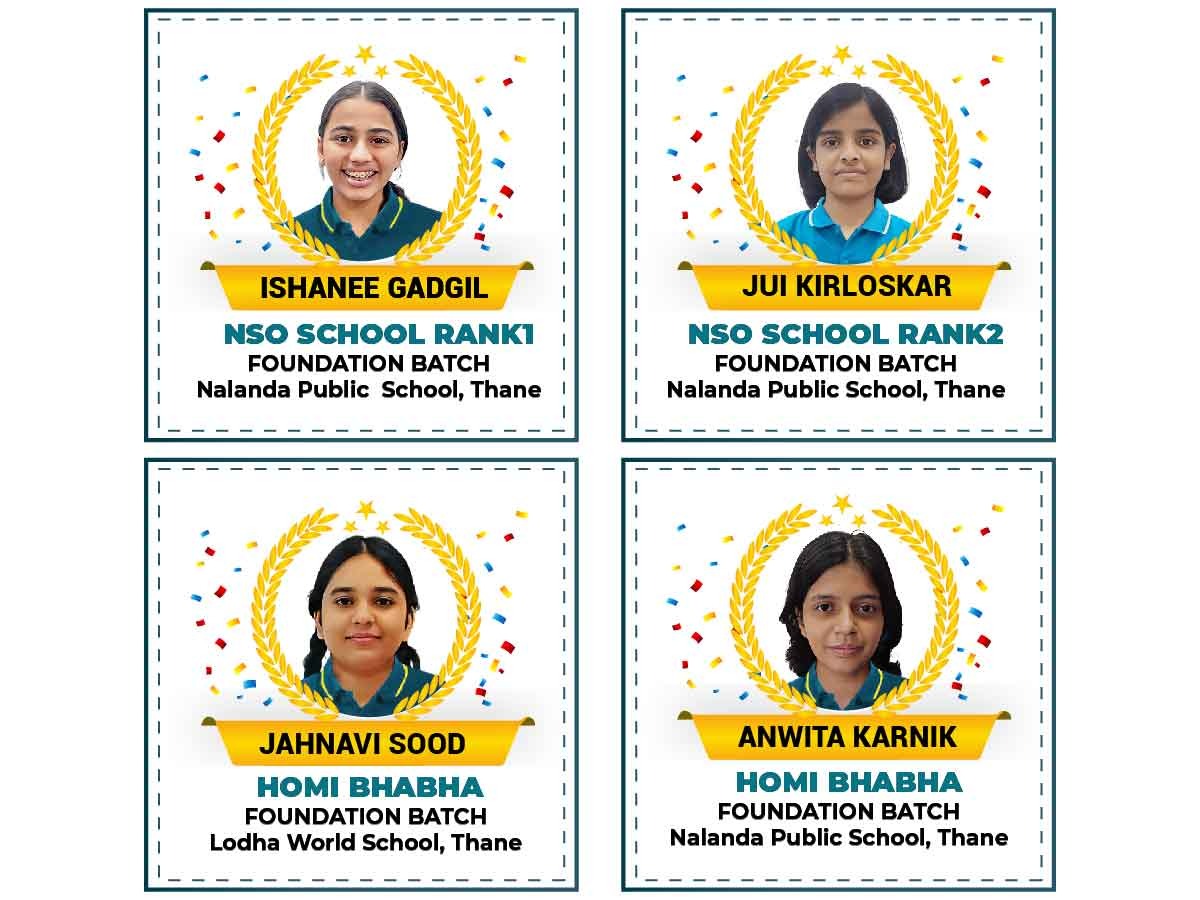 ISHANEE GADGIL
NSO SCHOOL RANK1
FOUNDATION BATCH
Nalanda Public School, Thane
JUI KIRLOSKAR
NSO SCHOOL RANK2
FOUNDATION BATCH
Nalanda Public School, Thane
JAHNAVI SOOD
HOMI BHABHA
FOUNDATION BATCH
Lodha World School, Thane
ANWITA KARNIK
HOMI BHABHA
FOUNDATION BATCH
Nalanda Public School, Thane